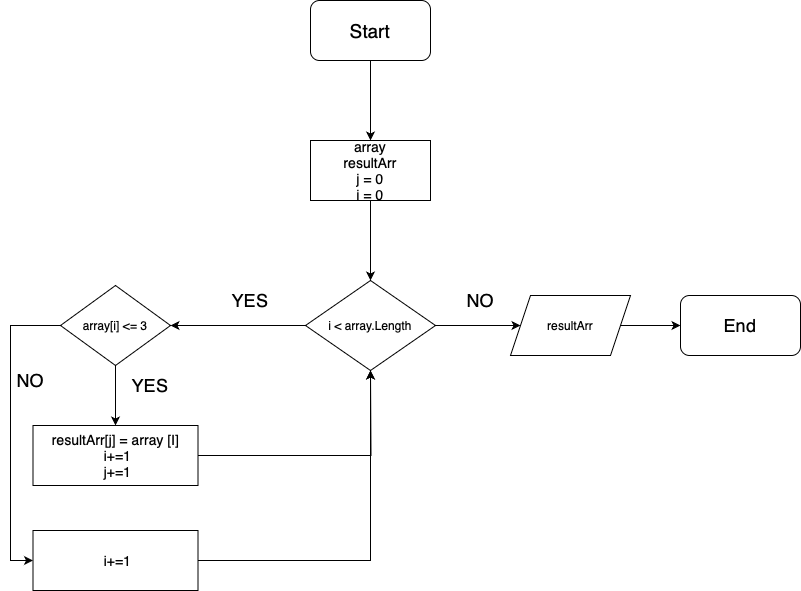 Start
array
resultArr
j = 0
i = 0
YES
NO
array[i] <= 3
i < array.Length
resultArr
End
NO
YES
resultArr[j] = array [I]
i+=1
j+=1
i+=1